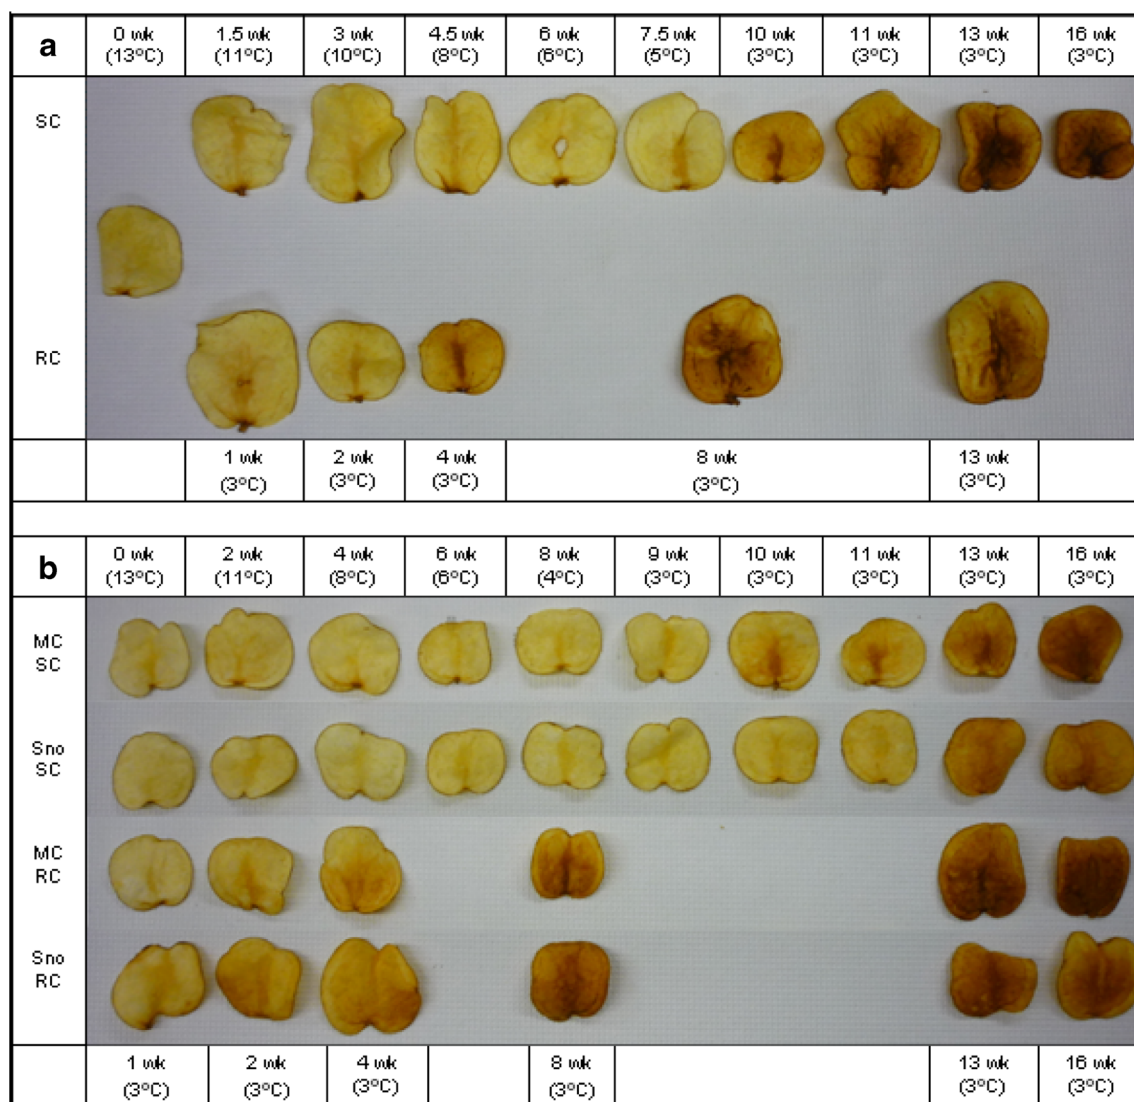 a
0 wk 1.5 wk 3 wk 4.5 wk 6 wk 7.5 wk 10 wk 11 wk 13 wk 16 wk
(13°C) (11°C) (10°C) (8°C) (6°C) (5°C) (3°C) (3°C) (3°C) (3°C)
SC
RC
1 wk 2 wk 4 wk 8 wk 13 wk
(3°C) (3°C) (3°C) (3°C) (3°C)
b
0 wk 2 wk 4 wk 6 wk 8 wk 9 wk 10 wk 11 wk 13 wk 16 wk
(13°C) (11°C) (8°C) (6°C) (4°C) (3°C) (3°C) (3°C) (3°C) (3°C)
MC
SC
Sno
SC
MC
RC
Sno
RC
1 wk 2 wk 4 wk 8 wk 13 wk 16 wk
(3°C) (3°C) (3°C) (3°C) (3°C) (3°C)